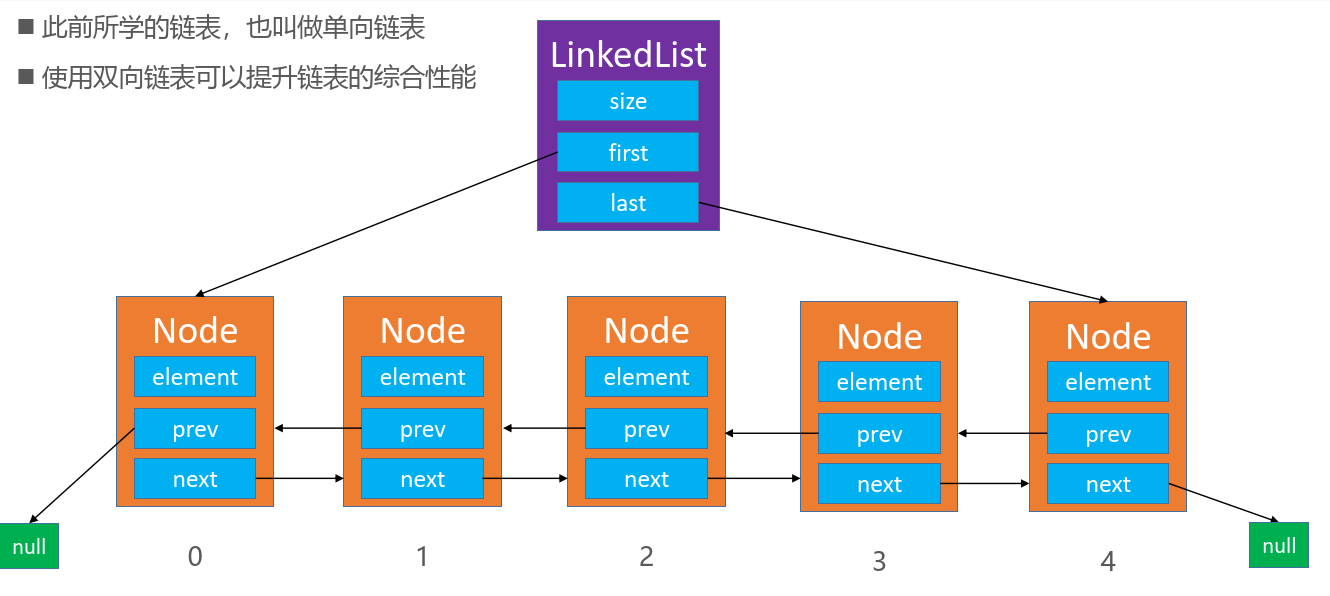 ■ 此前所学的链表，也叫做单向链表
■ 使用双向链表可以提升链表的综合性能
LinkedList
size
first
last
Node
element
prev
next
Node
element
prev
next
Node
element
prev
next
Node
element
prev
next
Node
element
prev
next
null
null
0
1
2
3
4